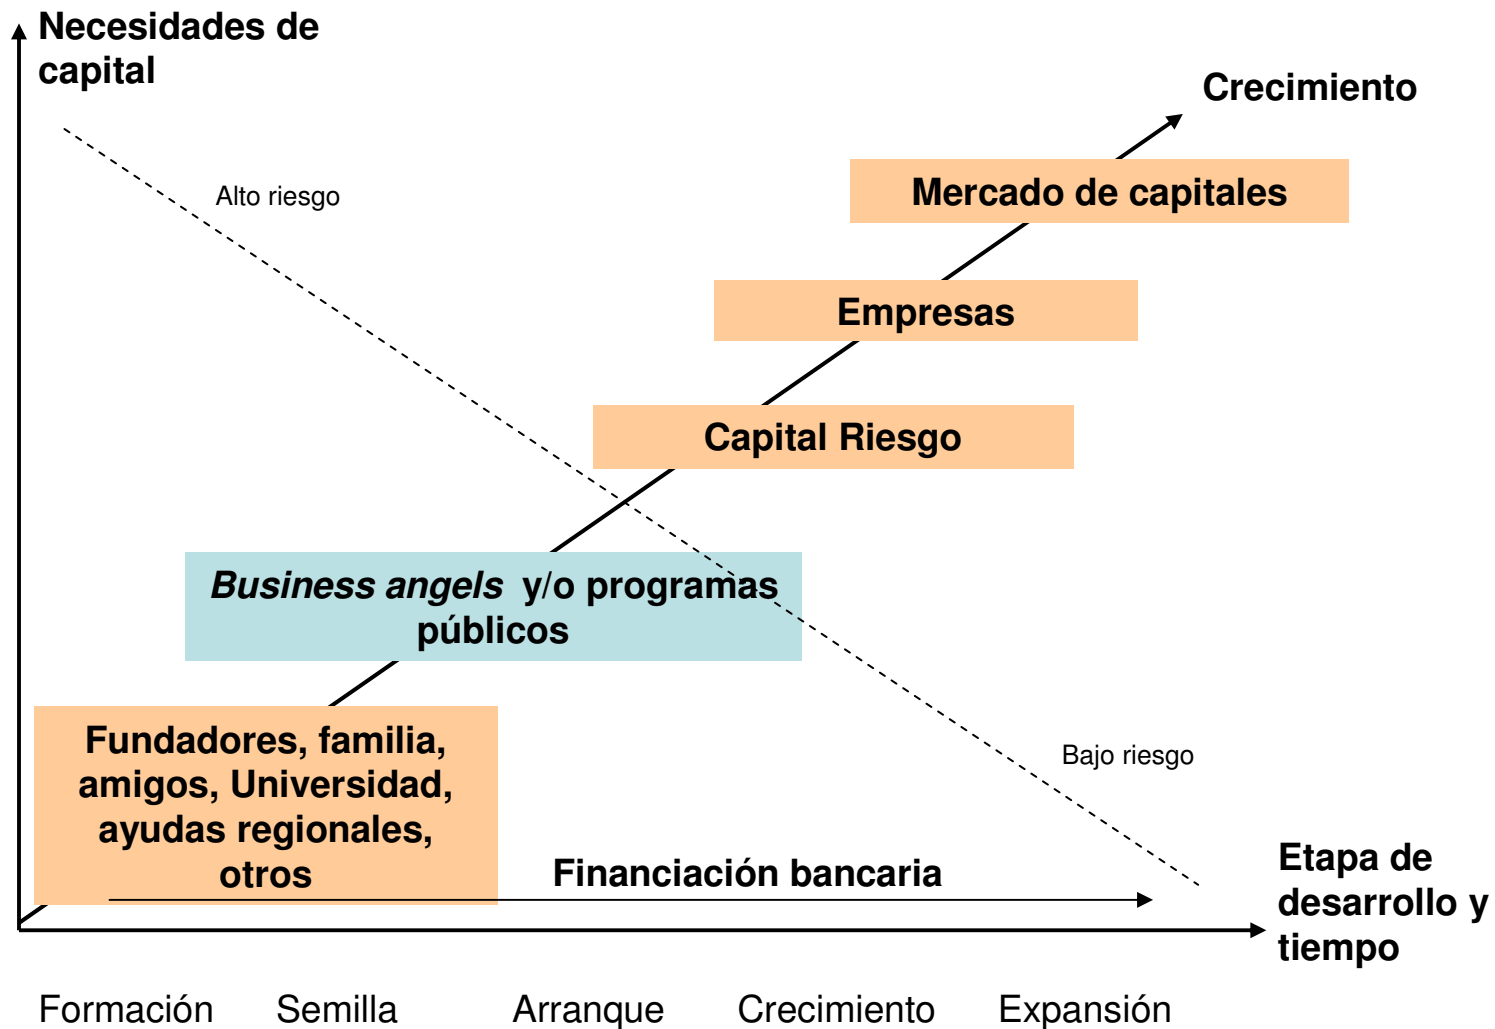 Necesidades de
capital
Crecimiento
Alto riesgo
Mercado de capitales
Empresas
Capital Riesgo
Business angels y/o programas
públicos
Fundadores, familia,
amigos, Universidad,
ayudas regionales,
otros
Bajo riesgo
Financiación bancaria
Etapa de
desarrollo y
tiempo
Formación Semilla Arranque Crecimiento Expansión